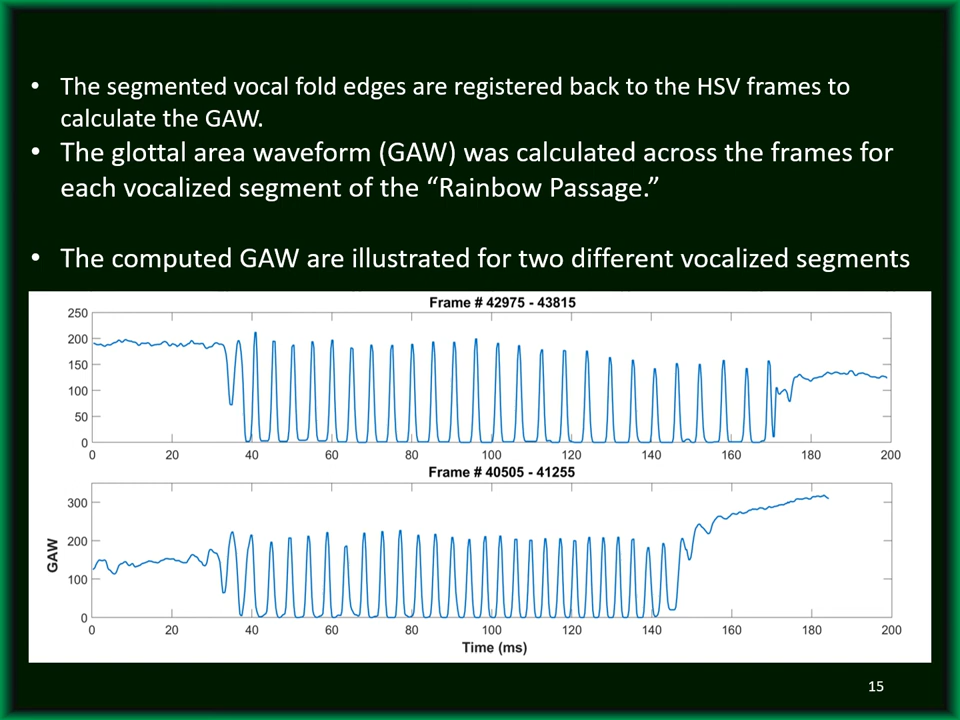 • The segmented vocal fold edges are registered back to the HSV frames to
calculate the GAW.
• The glottal area waveform (GAW) was calculated across the frames for
each vocalized segment of the “Rainbow Passage.”
• The computed GAW are illustrated for two different vocalized segments
Frame # 42975 - 43815
250
200
150
100
50
0
0 20 40 60 80 100 120 140 160 180 200
Frame # 40505 - 41255
GAW
300
200
100
0
0 20 40 60 80 100 120 140 160 180 200
Time (ms)
15